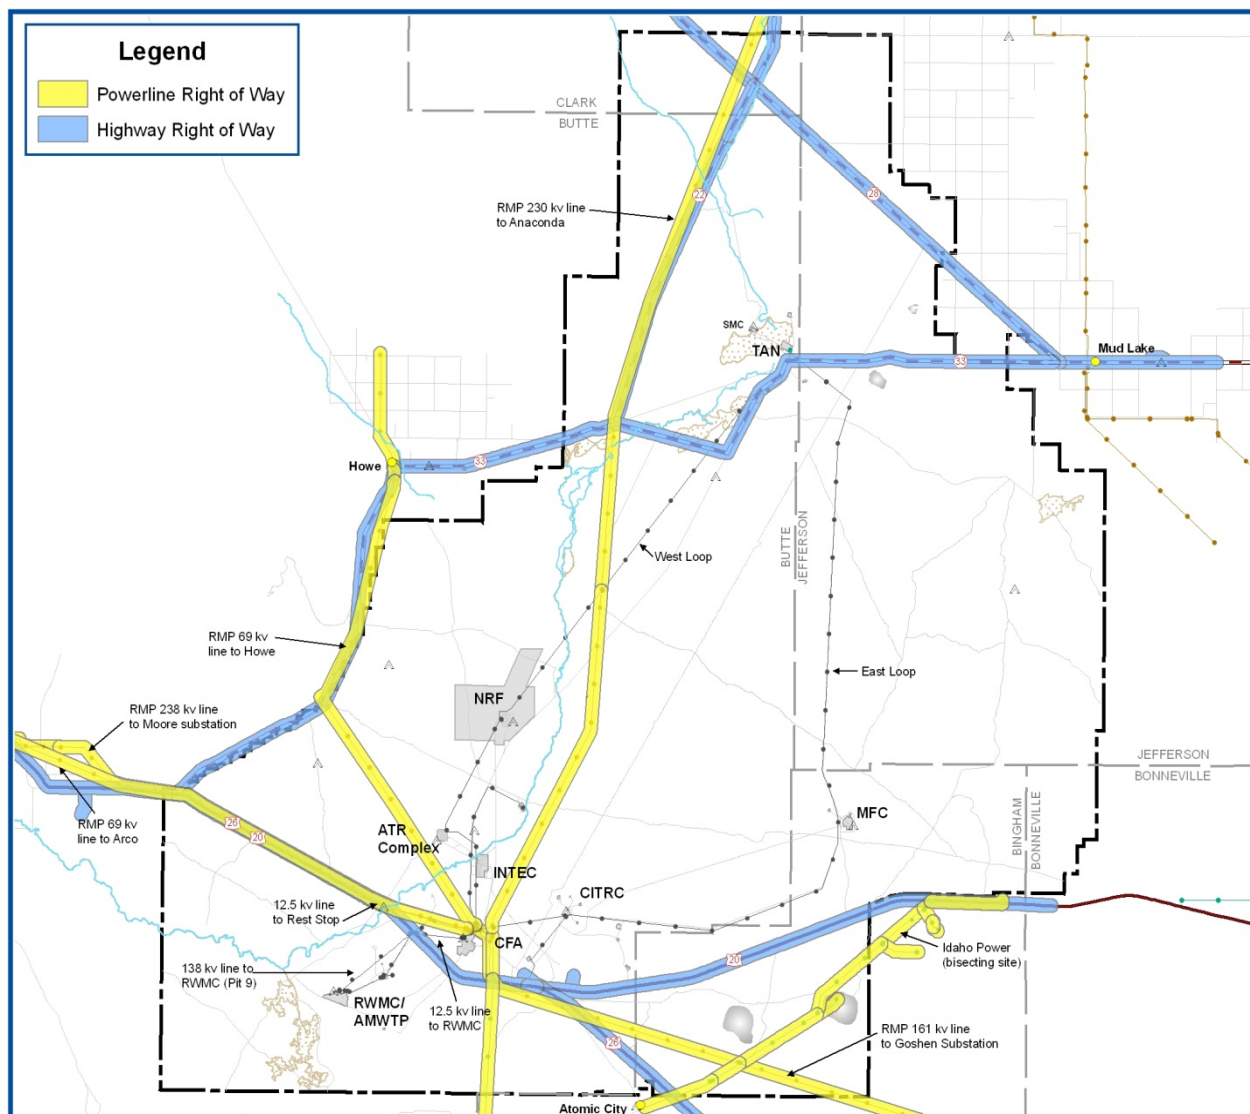 Legend
Powerline Right of Way
Highway Right of Way
CLARK
BUTTE
RMP 230 kv line
to Anaconda
22
28
SMC
TAN
33
Mud Lake
Howe
33
West Loop
BUTTE
JEFFERSON
RMP 69 kv
line to Howe
East Loop
NRF
RMP 238 kv line
to Moore substation
JEFFERSON
BONNEVILLE
RMP 69 kv
line to Arco
26
20
ATR
Complex
MFC
BINGHAM
BONNEVILLE
INTEC
CITRC
12.5 kv line
to Rest Stop
CFA
Idaho Power
(bisecting site)
138 kv line to
RWMC (Pit 9)
20
RWMC/
AMWTP
12.5 kv line
to RWMC
26
RMP 161 kv line
to Goshen Substation
Atomic City